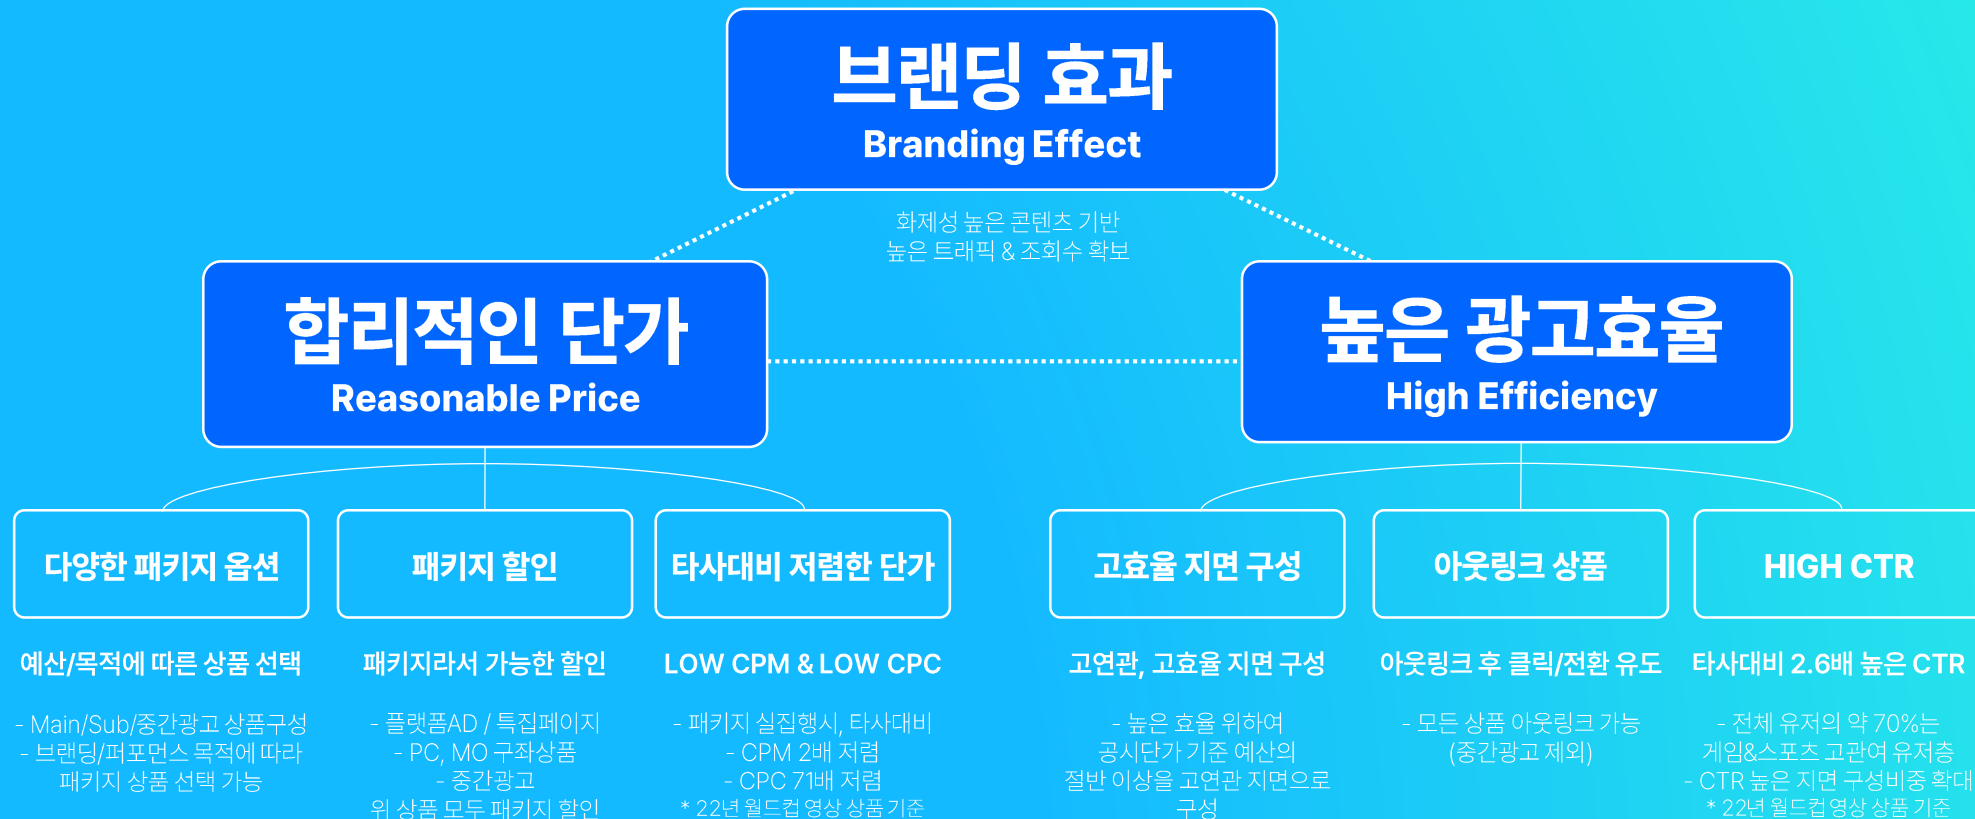 브랜딩 효과
Branding Effect
화제성 높은 콘텐츠 기반
높은 트래픽 & 조회수 확보
합리적인 단가
Reasonable Price
높은 광고효율
High Efficiency
다양한 패키지 옵션
예산/목적에 따른 상품 선택
- Main/Sub/중간광고 상품구성
- 브랜딩/퍼포먼스 목적에 따라
패키지 상품 선택 가능
패키지 할인
패키지라서 가능한 할인
- 플랫폼AD / 특집페이지
- PC, MO 구좌상품
- 중간광고
위 상품 모두 패키지 할인
타사대비 저렴한 단가
LOW CPM & LOW CPC
- 패키지 실집행시, 타사대비
- CPM 2배 저렴
- CPC 71배 저렴
* 22년 월드컵 영상 상품 기준
고효율 지면 구성
고연관, 고효율 지면 구성
- 높은 효율 위하여
공시단가 기준 예산의
절반 이상을 고연관 지면으로
구성
아웃링크 상품
아웃링크 후 클릭/전환 유도
- 모든 상품 아웃링크 가능
(중간광고 제외)
HIGH CTR
타사대비 2.6배 높은 CTR
- 전체 유저의 약 70%는
게임&스포츠 고관여 유저층
- CTR 높은 지면 구성비중 확대
* 22년 월드컵 영상 상품 기준